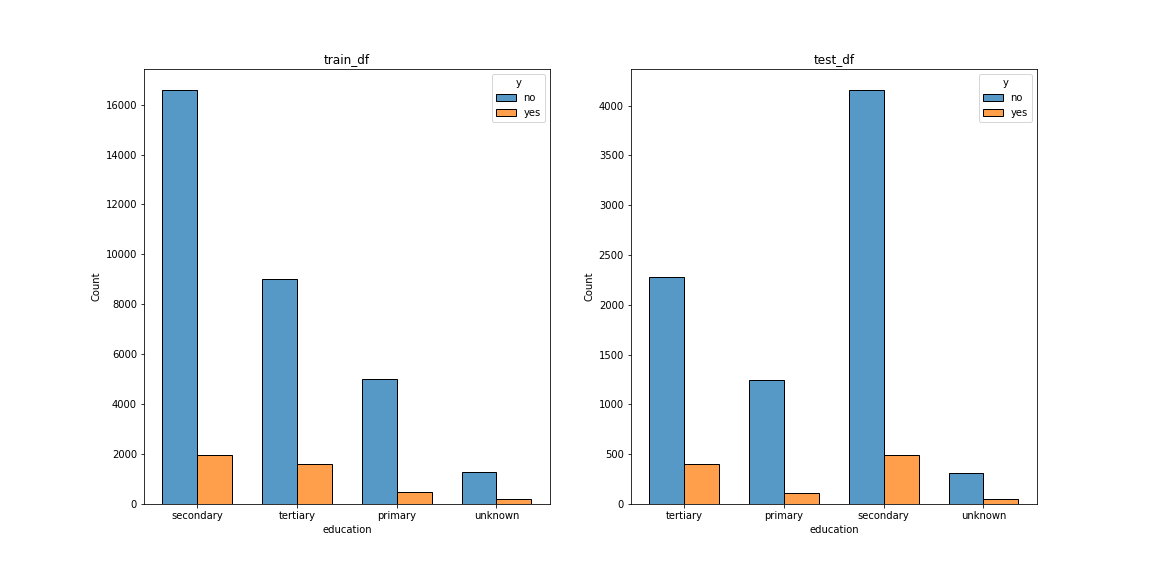 train_df
y
no
yes
16000
14000
12000
10000
8000
6000
4000
2000
0
Count
secondary tertiary primary unknown
education
test_df
y
no
yes
4000
3500
3000
2500
2000
1500
1000
500
0
Count
tertiary primary secondary unknown
education